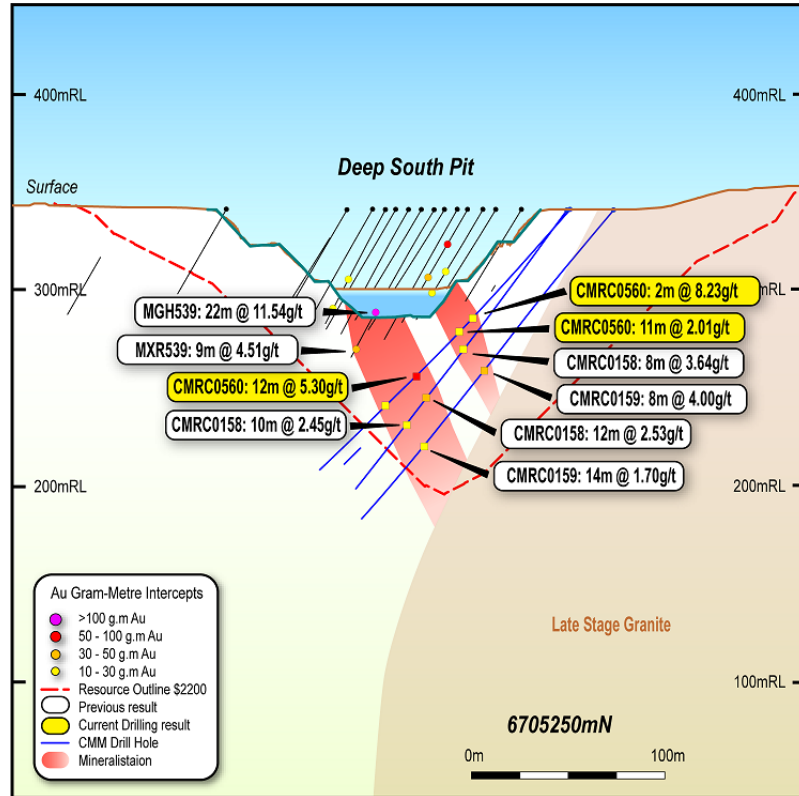 400mRL
400mRL
Deep South Pit
Surface
300mRL
CMRC0560: 2m @ 8.23g/t
MGH539: 22m @ 11.54g/t
CMRC0560: 11m @ 2.01g/t
MXR539: 9m @ 4.51g/t
CMRC0158: 8m @ 3.64g/t
CMRC0560: 12m @ 5.30g/t
CMRC0159: 8m @ 4.00g/t
CMRC0158: 10m @ 2.45g/t
CMRC0158: 12m @ 2.53g/t
CMRC0159: 14m @ 1.70g/t
200mRL
200mRL
Au Gram-Metre Intercepts
>100 g.m Au
50 - 100 g.m Au
30 - 50 g.m Au
10 - 30 g.m Au
Resource Outline $2200
Previous result
Current Drilling result
CMM Drill Hole
Mineralistaion
Late Stage Granite
100mRL
6705250mN
0m 100m